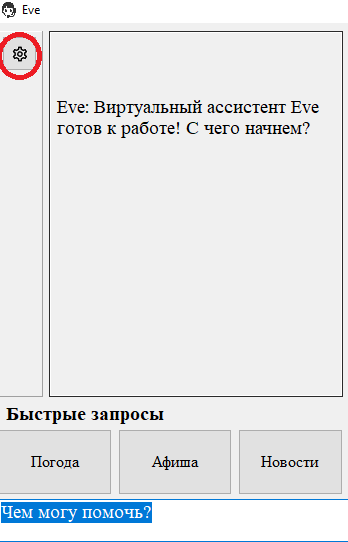 Eve
Eve: Виртуальный ассистент Eve
готов к работе! С чего начнем?
Быстрые запросы
Погода
Афиша
Новости
Чем могу помочь?